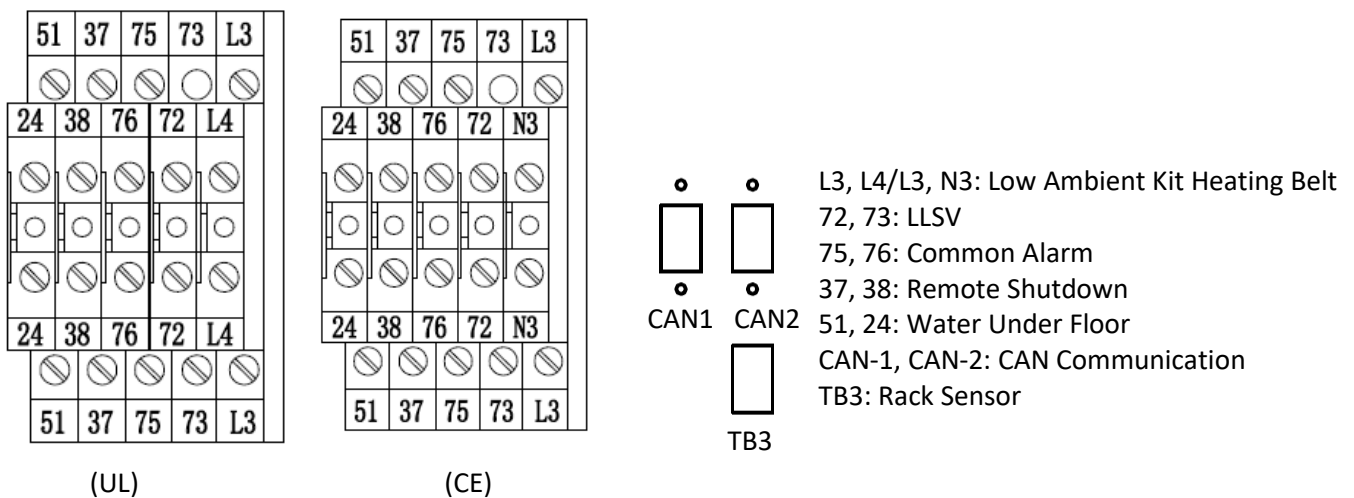 51 37 75 73 L3
24 38 76 72 L4
24 38 76 72 L4
51 37 75 73 L3
(UL)
51 37 75 73 L3
24 38 76 72 N3
24 38 76 72 N3
51 37 75 73 L3
(CE)
CAN1 CAN2
TB3
L3, L4/L3, N3: Low Ambient Kit Heating Belt
72, 73: LLSV
75, 76: Common Alarm
37, 38: Remote Shutdown
51, 24: Water Under Floor
CAN-1, CAN-2: CAN Communication
TB3: Rack Sensor